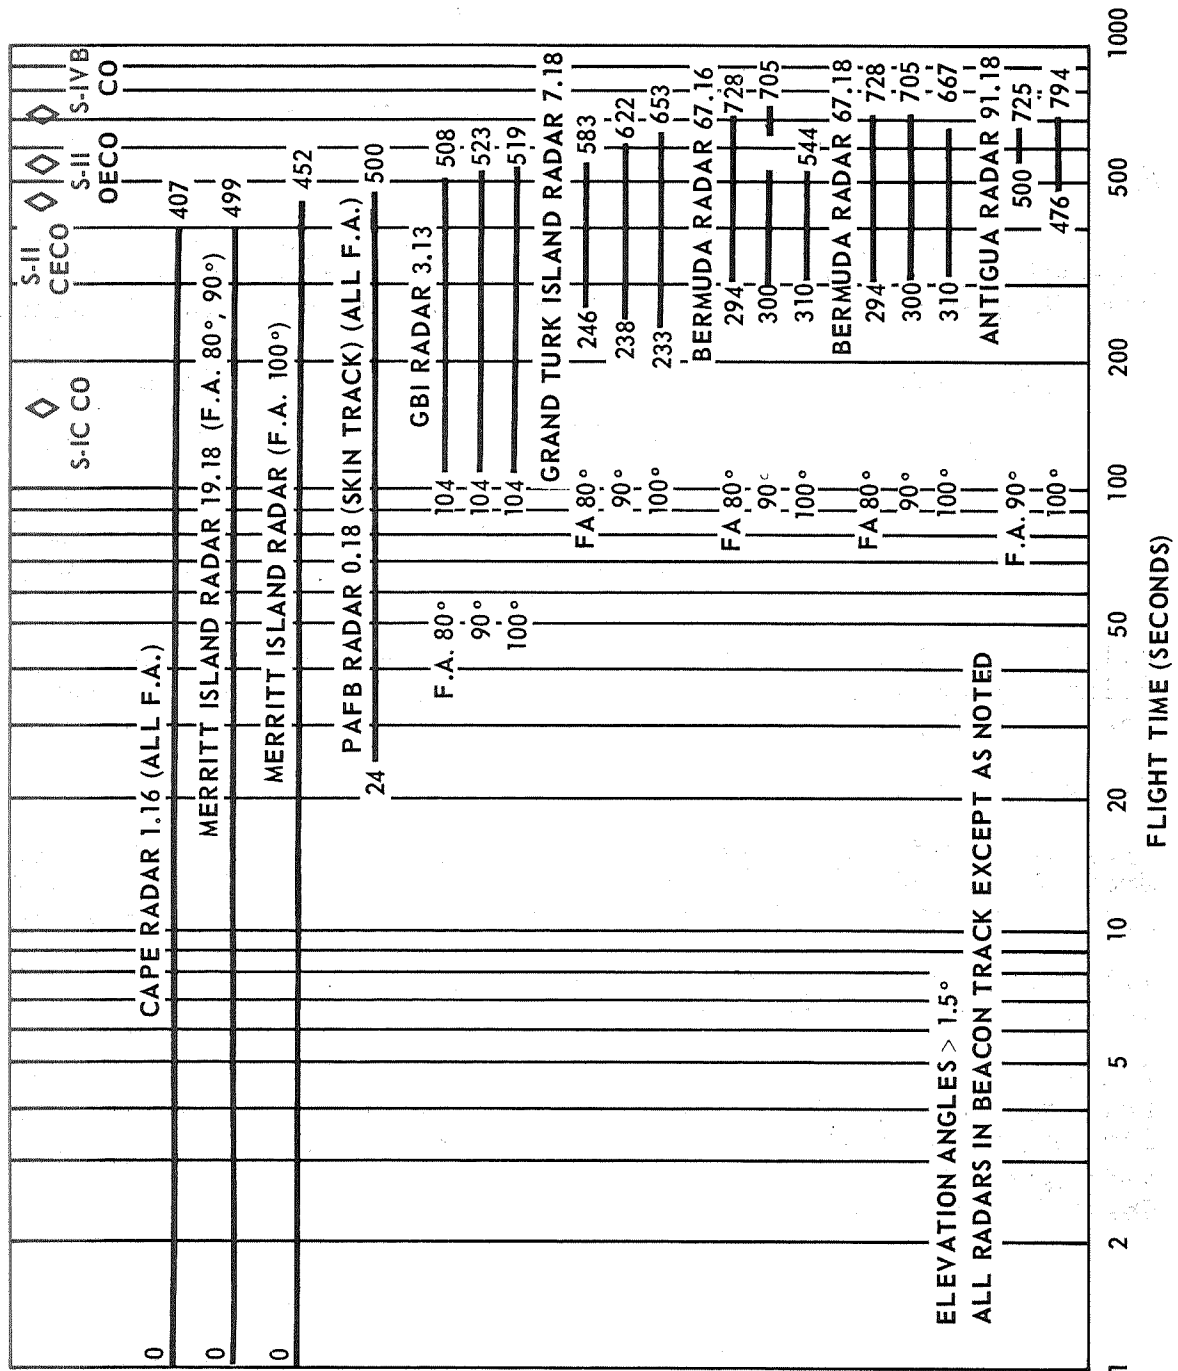 S-IC CO
S-II
CECO
S-II
OECO
S-IVB
CO
CAPE RADAR 1.16 (ALL F.A.)
0 407
MERRITT ISLAND RADAR 19.18 (F.A. 80°, 90°)
0 499
MERRITT ISLAND RADAR (F.A. 100°)
0 452
PAFB RADAR 0.18 (SKIN TRACK) (ALL F.A.)
24 500
GBI RADAR 3.13
F.A. 80° 104 508
90° 104 523
100° 104 519
GRAND TURK ISLAND RADAR 7.18
FA 80° 246 583
90° 238 622
100° 233 653
BERMUDA RADAR 67.16
FA 80° 294 728
90° 300 705
100° 310 544
BERMUDA RADAR 67.18
FA 80° 294 728
90° 300 705
100° 310 667
ANTIGUA RADAR 91.18
F.A. 90° 500 725
100° 476 794
ELEVATION ANGLES > 1.5°
ALL RADARS IN BEACON TRACK EXCEPT AS NOTED
1 2 5 10 20 50 100 200 500 1000
FLIGHT TIME (SECONDS)